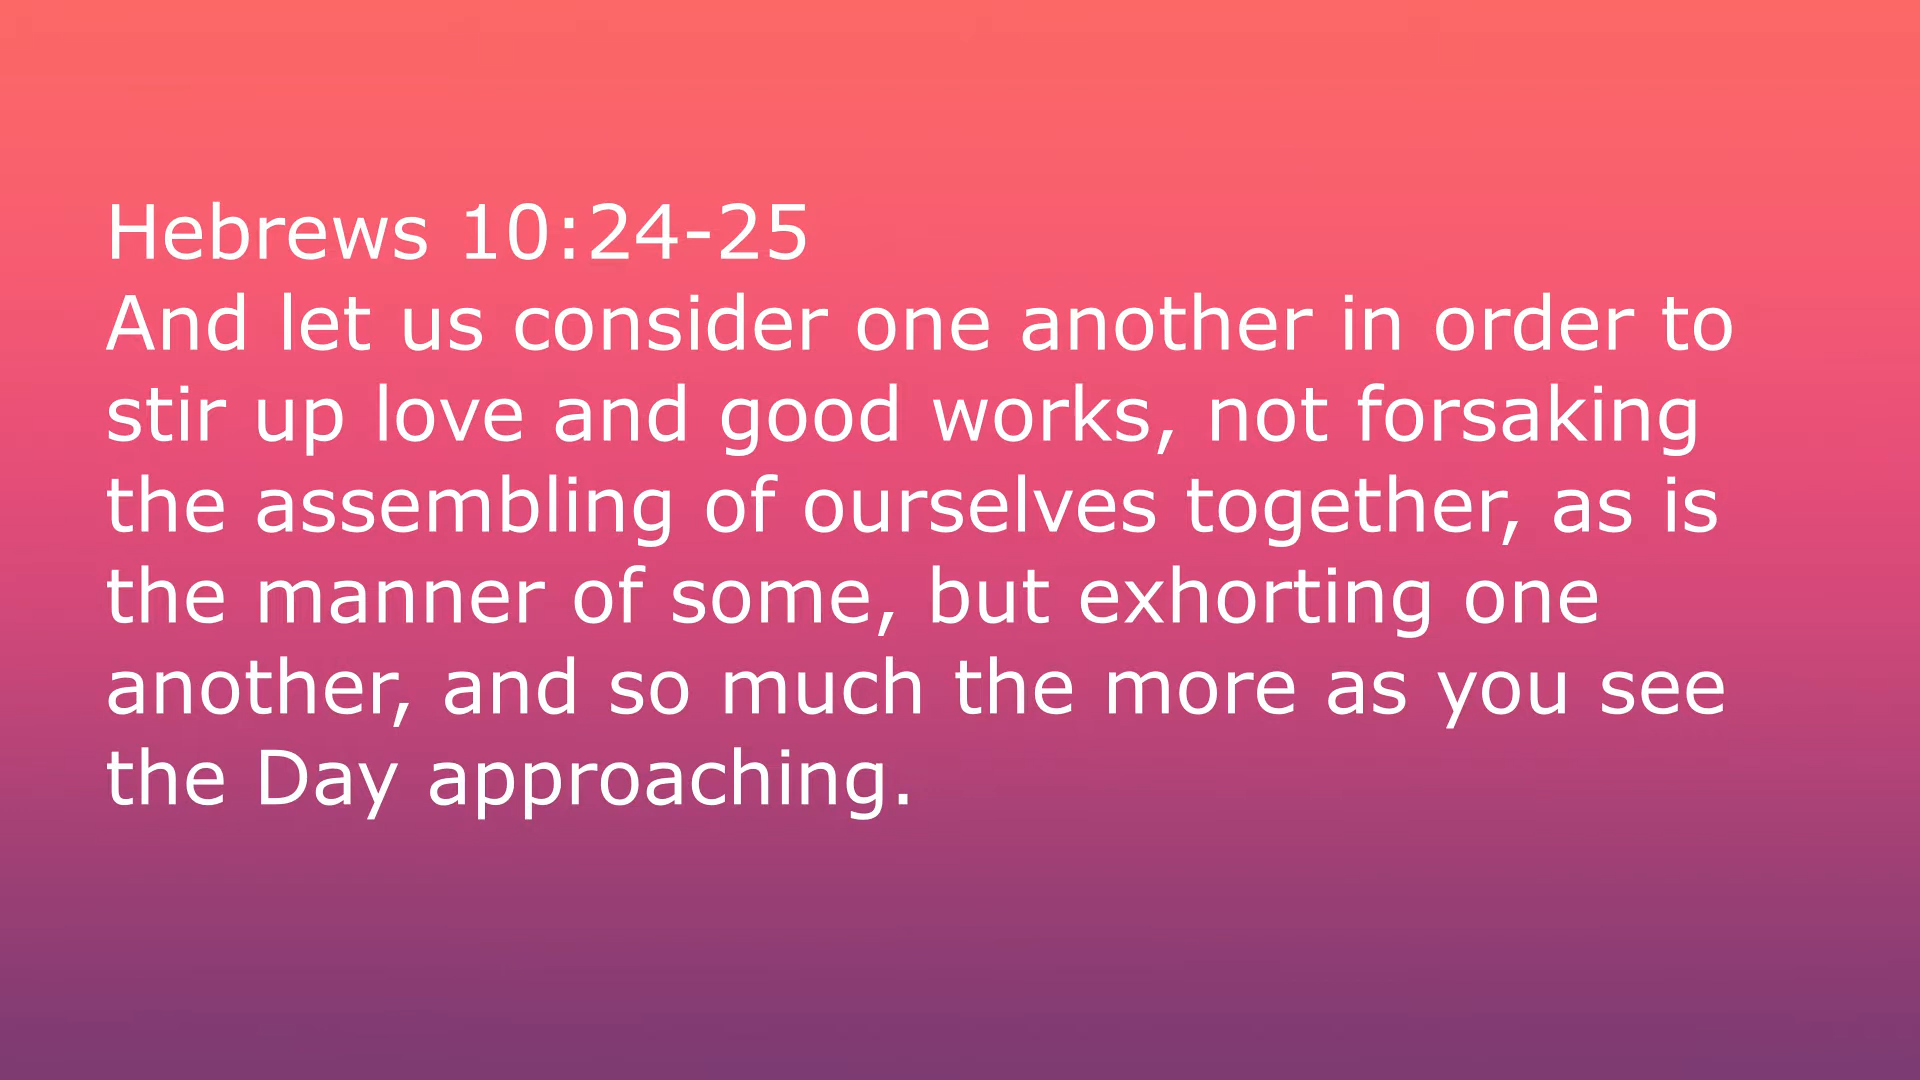 Hebrews 10:24-25
And let us consider one another in order to
stir up love and good works, not forsaking
the assembling of ourselves together, as is
the manner of some, but exhorting one
another, and so much the more as you see
the Day approaching.